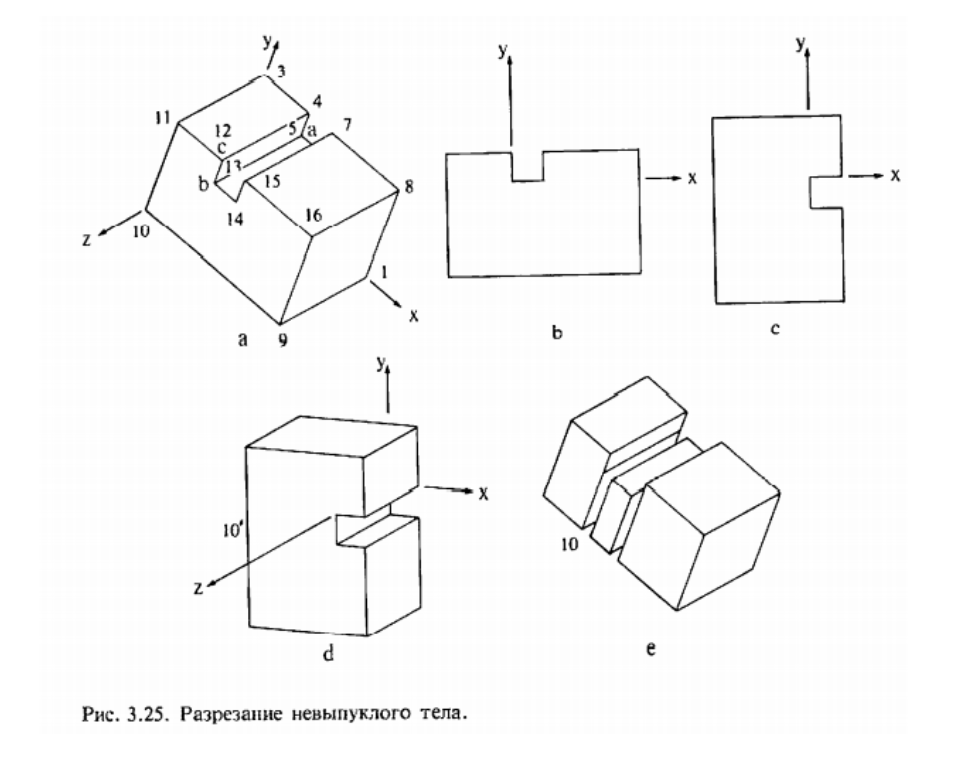 y
3
4
11
12
5 a 7
c
13
b
15
8
14
16
z
10
1
x
a 9
y
x
b
y
x
c
y
x
10′
z
d
10
e
Рис. 3.25. Разрезание невыпуклого тела.